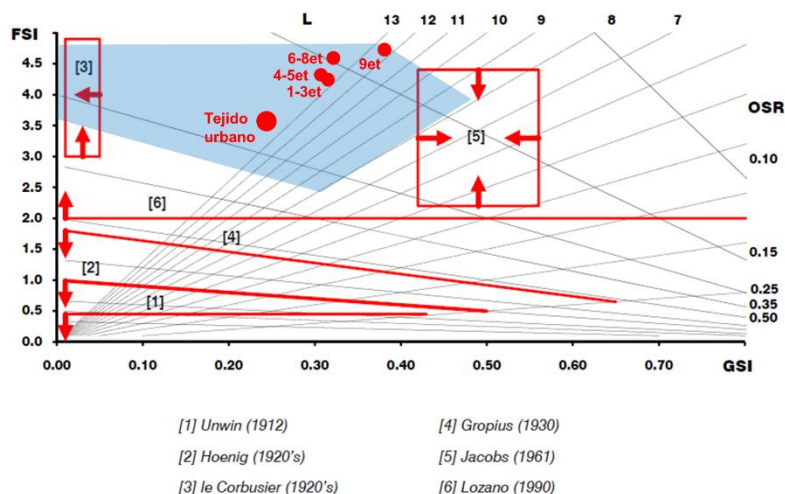 FSI
L
13
12
11
10
9
8
7
4.5
4.0
3.5
3.0
2.5
2.0
1.5
1.0
0.5
0.0
[3]
6-8et
9et
4-5et
1-3et
Tejido
urbano
[5]
OSR
0.10
[6]
[4]
0.15
[2]
0.25
[1]
0.35
0.50
0.00
0.10
0.20
0.30
0.40
0.50
0.60
0.70
GSI
[1] Unwin (1912)
[4] Gropius (1930)
[2] Hoenig (1920's)
[5] Jacobs (1961)
[3] le Corbusier (1920's)
[6] Lozano (1990)